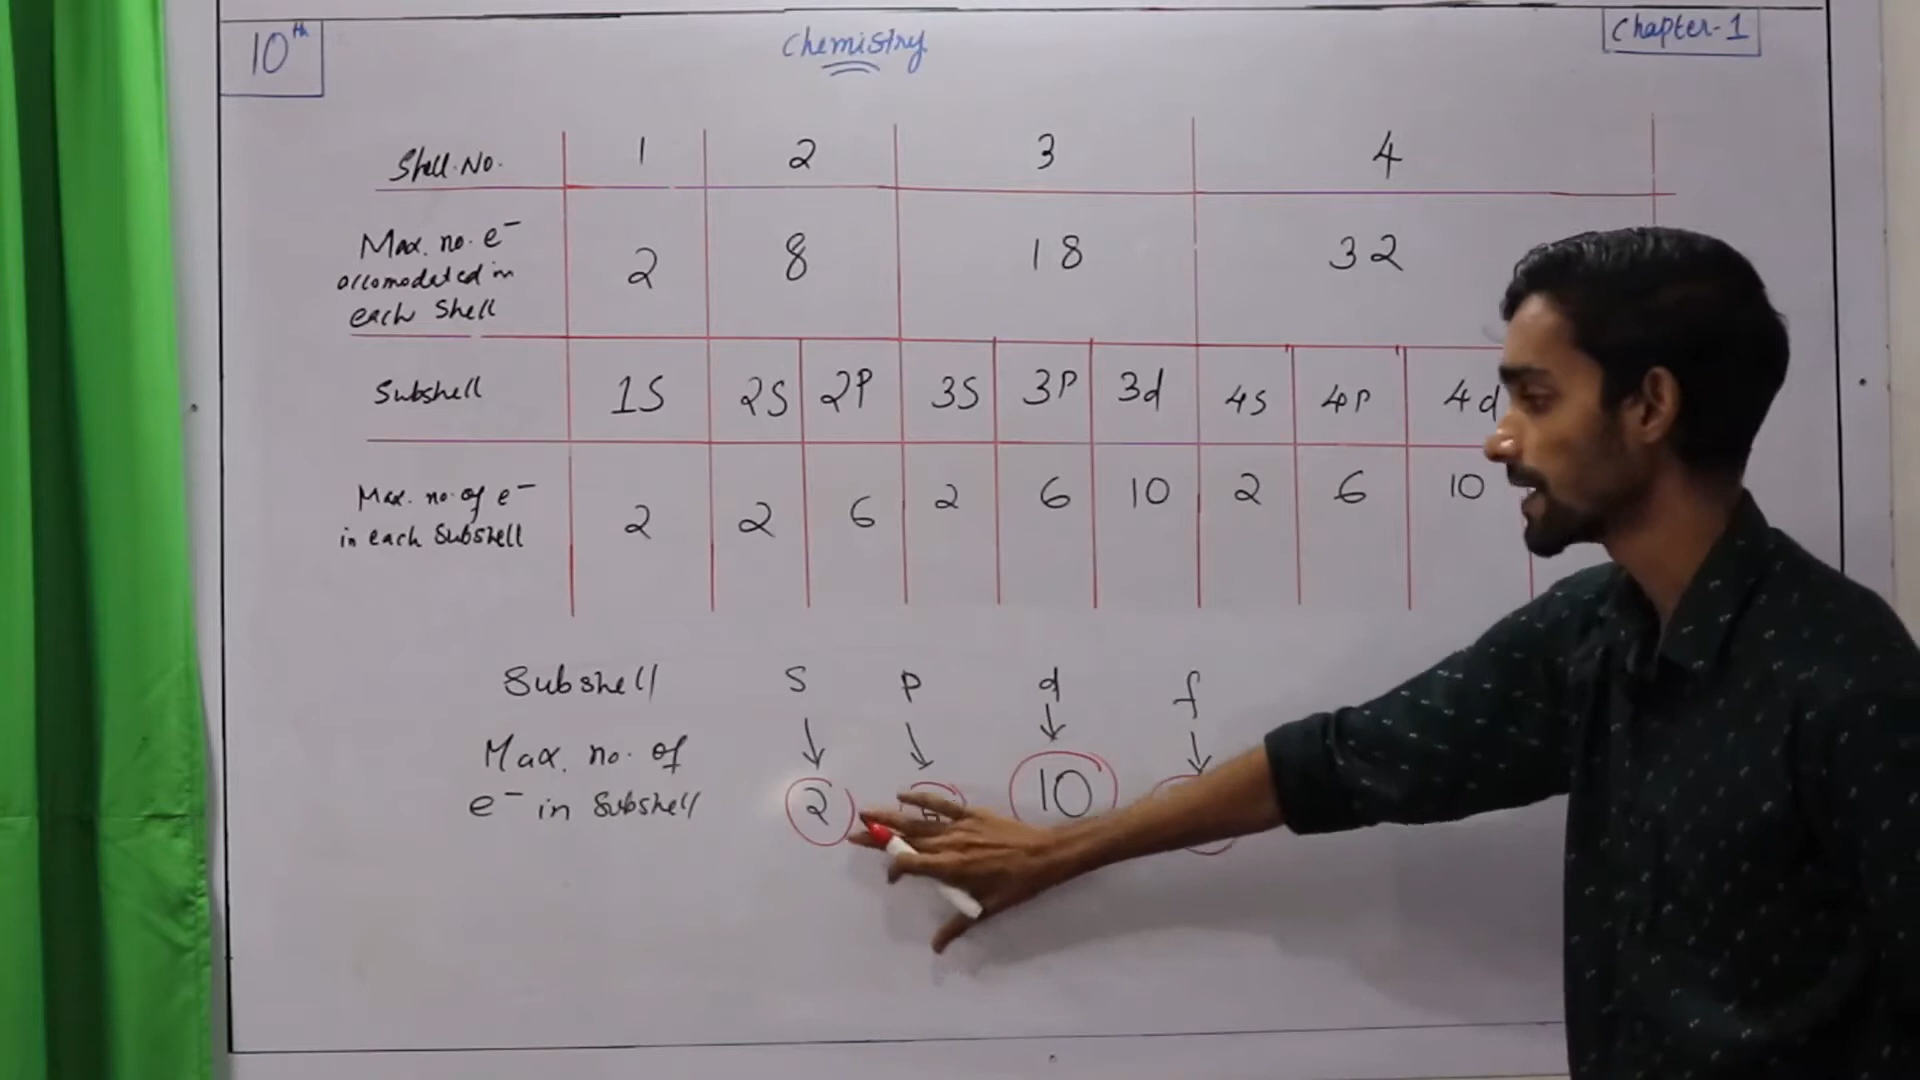 10th
Chemistry
Chapter-1
Shell.No. 1 2 3 4
Max. no. e⁻
accomodated in
each Shell
2 8 18 32
Subshell 1S 2S 2P 3S 3P 3d 4S 4P 4d
Max. no. of e⁻
in each Subshell
2 2 6 2 6 10 2 6 10
Subshell S P d f
Max. no. of
e⁻ in Subshell
2 10